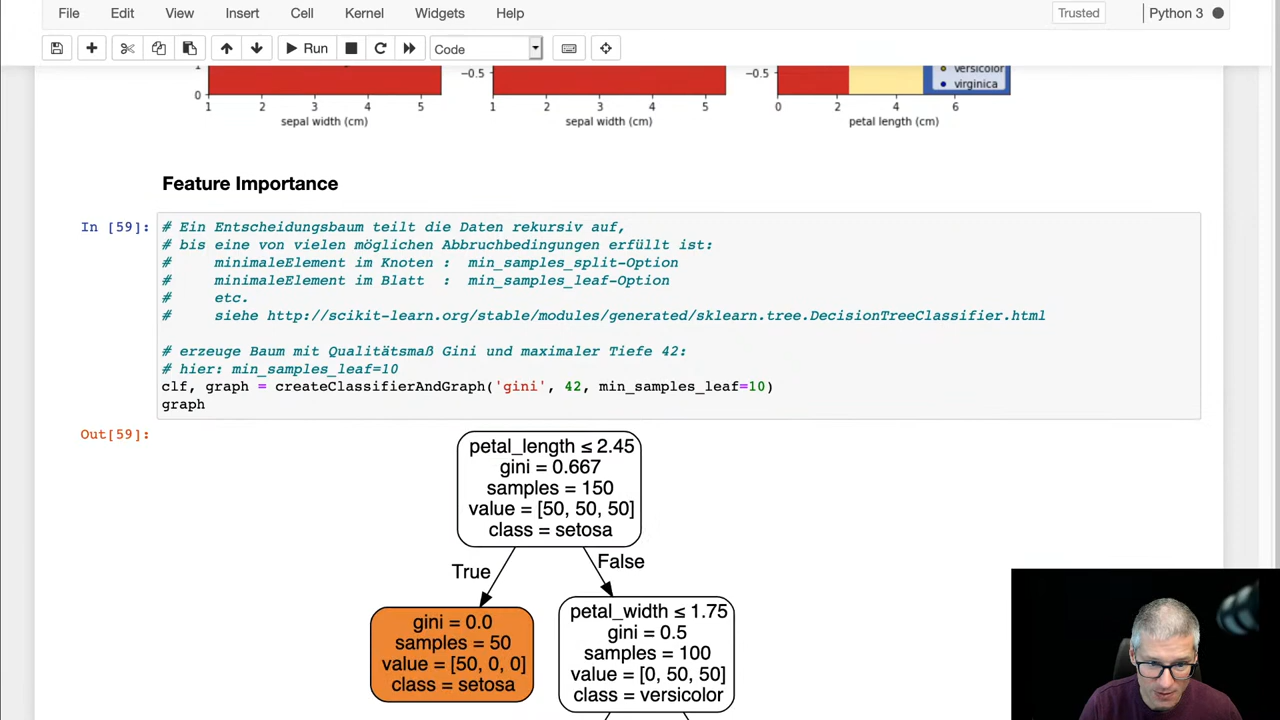 File Edit View Insert Cell Kernel Widgets Help Trusted Python 3
Run Code
1 -0.5 -0.5 versicolor
0 virginica
1 2 3 4 5 1 2 3 4 5 0 2 4 6
sepal width (cm) sepal width (cm) petal length (cm)
Feature Importance
In [59]: # Ein Entscheidungsbaum teilt die Daten rekursiv auf,
# bis eine von vielen möglichen Abbruchbedingungen erfüllt ist:
# minimaleElement im Knoten : min_samples_split-Option
# minimaleElement im Blatt : min_samples_leaf-Option
# etc.
# siehe http://scikit-learn.org/stable/modules/generated/sklearn.tree.DecisionTreeClassifier.html
# erzeuge Baum mit Qualitätsmaß Gini und maximaler Tiefe 42:
# hier: min_samples_leaf=10
clf, graph = createClassifierAndGraph('gini', 42, min_samples_leaf=10)
graph
Out[59]:
petal_length ≤ 2.45
gini = 0.667
samples = 150
value = [50, 50, 50]
class = setosa
True
False
gini = 0.0
samples = 50
value = [50, 0, 0]
class = setosa
petal_width ≤ 1.75
gini = 0.5
samples = 100
value = [0, 50, 50]
class = versicolor